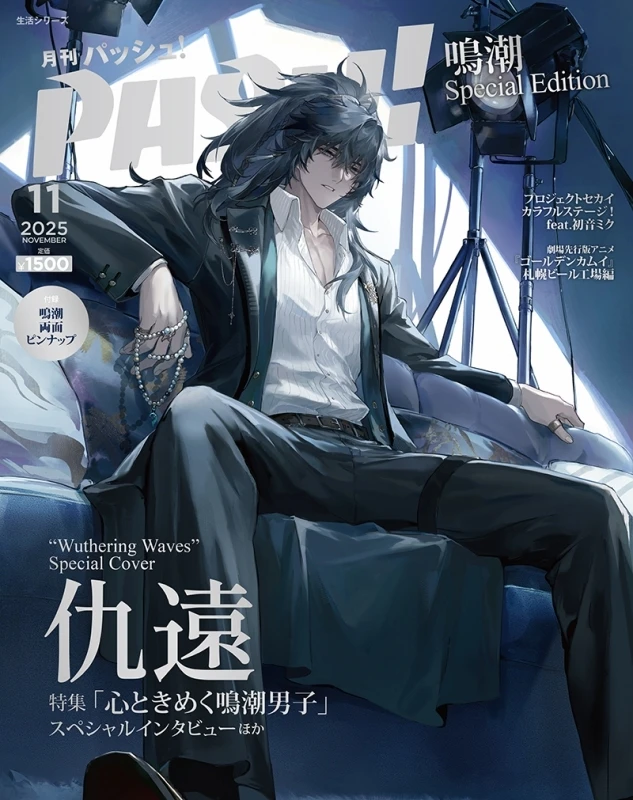 生活シリーズ
月刊パッシュ!
PASH!
鳴潮
Special Edition
11
2025
NOVEMBER
定価
¥1500
プロジェクトセカイ
カラフルステージ!
feat.初音ミク
劇場先行版アニメ
『ゴールデンカムイ』
札幌ビール工場編
付録
鳴潮
両面
ピンナップ
“Wuthering Waves”
Special Cover
仇遠
特集「心ときめく鳴潮男子」
スペシャルインタビューほか